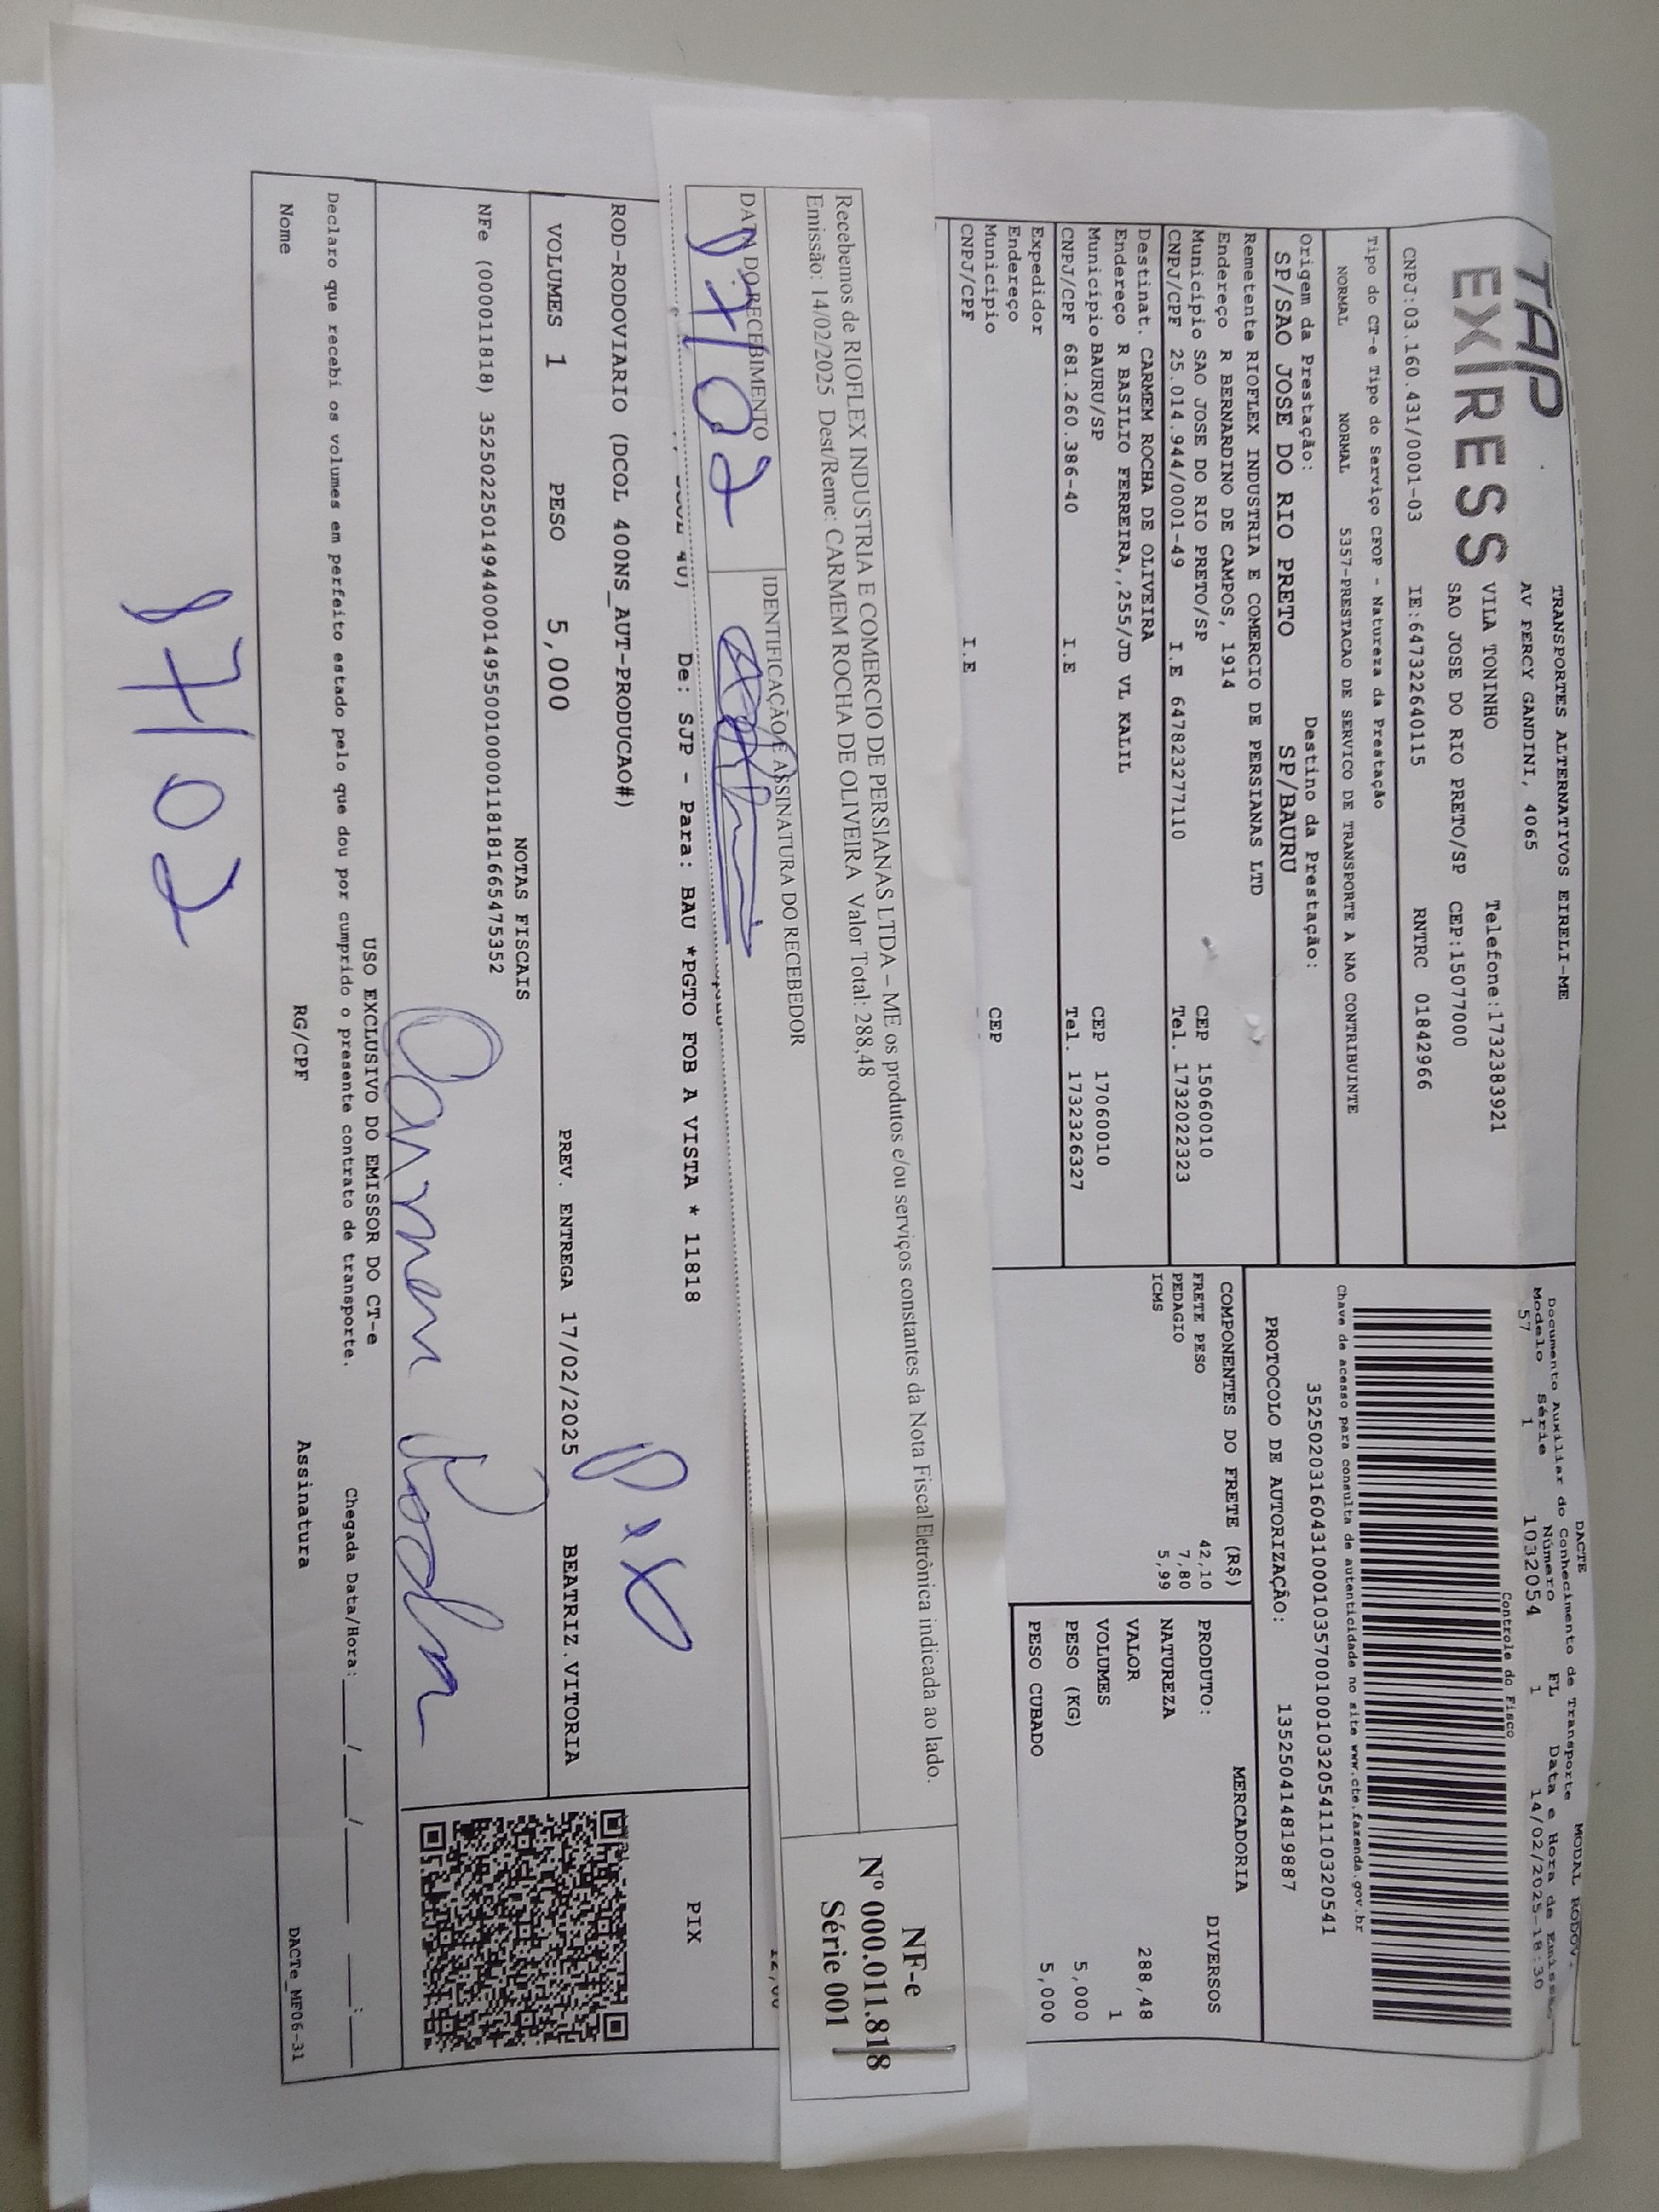 TAP
EXPRESS
TRANSPORTES ALTERNATIVOS EIRELI-ME
AV PERCY GANDINI, 4065
VILA TONINHO Telefone:1732383921
SAO JOSE DO RIO PRETO/SP CEP:15077000
CNPJ:03.160.431/0001-03 IE:647322640115 RNTRC 01842966
Tipo do CT-e Tipo do Serviço CFOP - Natureza da Prestação
NORMAL NORMAL 5357-PRESTACAO DE SERVICO DE TRANSPORTE A NAO CONTRIBUINTE
Origem da Prestação: Destino da Prestação:
SP/SAO JOSE DO RIO PRETO SP/BAURU
Remetente RIOFLEX INDUSTRIA E COMERCIO DE PERSIANAS LTD
Endereço R BERNARDINO DE CAMPOS, 1914 CEP 15060010
Município SAO JOSE DO RIO PRETO/SP Tel. 1732022323
CNPJ/CPF 25.014.944/0001-49 I.E 647823277110
Destinat. CARMEM ROCHA DE OLIVEIRA
Endereço R BASILIO FERREIRA,,255/JD VL KALIL
Município BAURU/SP CEP 17060010
CNPJ/CPF 681.260.386-40 I.E Tel. 1732326327
Expedidor
Endereço
Município CEP
CNPJ/CPF I.E
DACTE MODAL RODOV.
Documento Auxiliar do Conhecimento de Transporte
Modelo Série Número FL Data e Hora de Emissão
57 1 1032054 1 14/02/2025-18:30
Controle do Fisco
Chave de acesso para consulta de autenticidade no site www.cte.fazenda.gov.br
35250203160431000103570010010320541110320541
PROTOCOLO DE AUTORIZAÇÃO: 135250414819887
COMPONENTES DO FRETE (R$)
FRETE PESO 42,10
PEDAGIO 7,80
ICMS 5,99
MERCADORIA
PRODUTO: DIVERSOS
NATUREZA
VALOR 288,48
VOLUMES 1
PESO (KG) 5,000
PESO CUBADO 5,000
Recebemos de RIOFLEX INDUSTRIA E COMERCIO DE PERSIANAS LTDA – ME os produtos e/ou serviços constantes da Nota Fiscal Eletrônica indicada ao lado.
Emissão: 14/02/2025 Dest/Reme: CARMEM ROCHA DE OLIVEIRA Valor Total: 288,48
DATA DO RECEBIMENTO IDENTIFICAÇÃO E ASSINATURA DO RECEBEDOR
17/02
NF-e
Nº 000.011.818
Série 001
De: SJP - Para: BAU *PGTO FOB A VISTA * 11818
ROD-RODOVIARIO (DCOL 400NS_AUT-PRODUCAO#)
Pix
PIX
VOLUMES 1 PESO 5,000 PREV. ENTREGA 17/02/2025 BEATRIZ.VITORIA
NOTAS FISCAIS
NFe (000011818) 35250225014944000149550010000118181665475352
Carmem Rocha
USO EXCLUSIVO DO EMISSOR DO CT-e
Declaro que recebi os volumes em perfeito estado pelo que dou por cumprido o presente contrato de transporte. Chegada Data/Hora: ___/___/_____ ___:___
Nome RG/CPF Assinatura DACTe_MF06-31
17/02